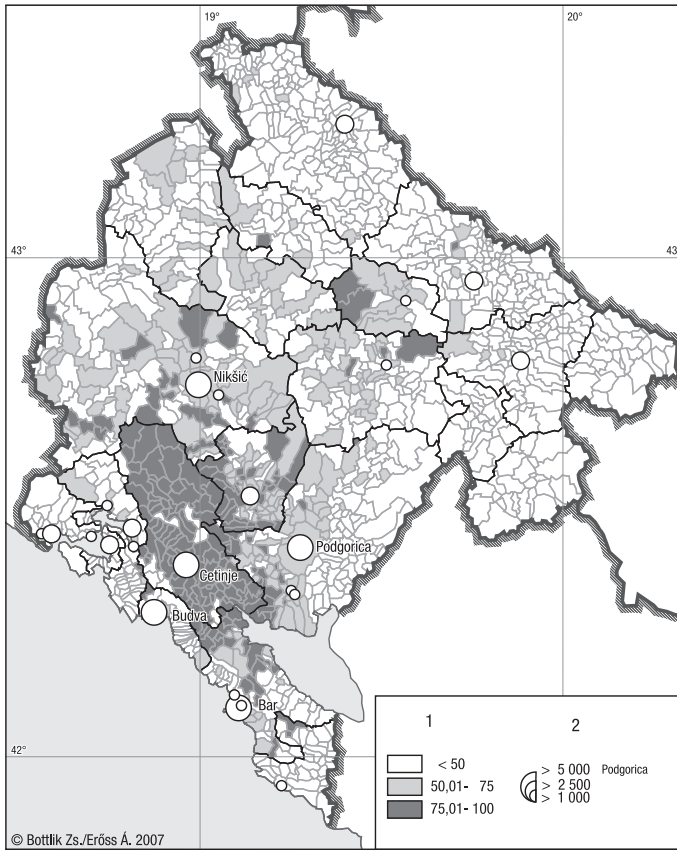 19°
20°
43°
43
Nikšić
Podgorica
Cetinje
Budva
Bar
42°
1
2
< 50
50,01- 75
75,01- 100
> 5 000 Podgorica
> 2 500
> 1 000
© Bottlik Zs./Erőss Á. 2007